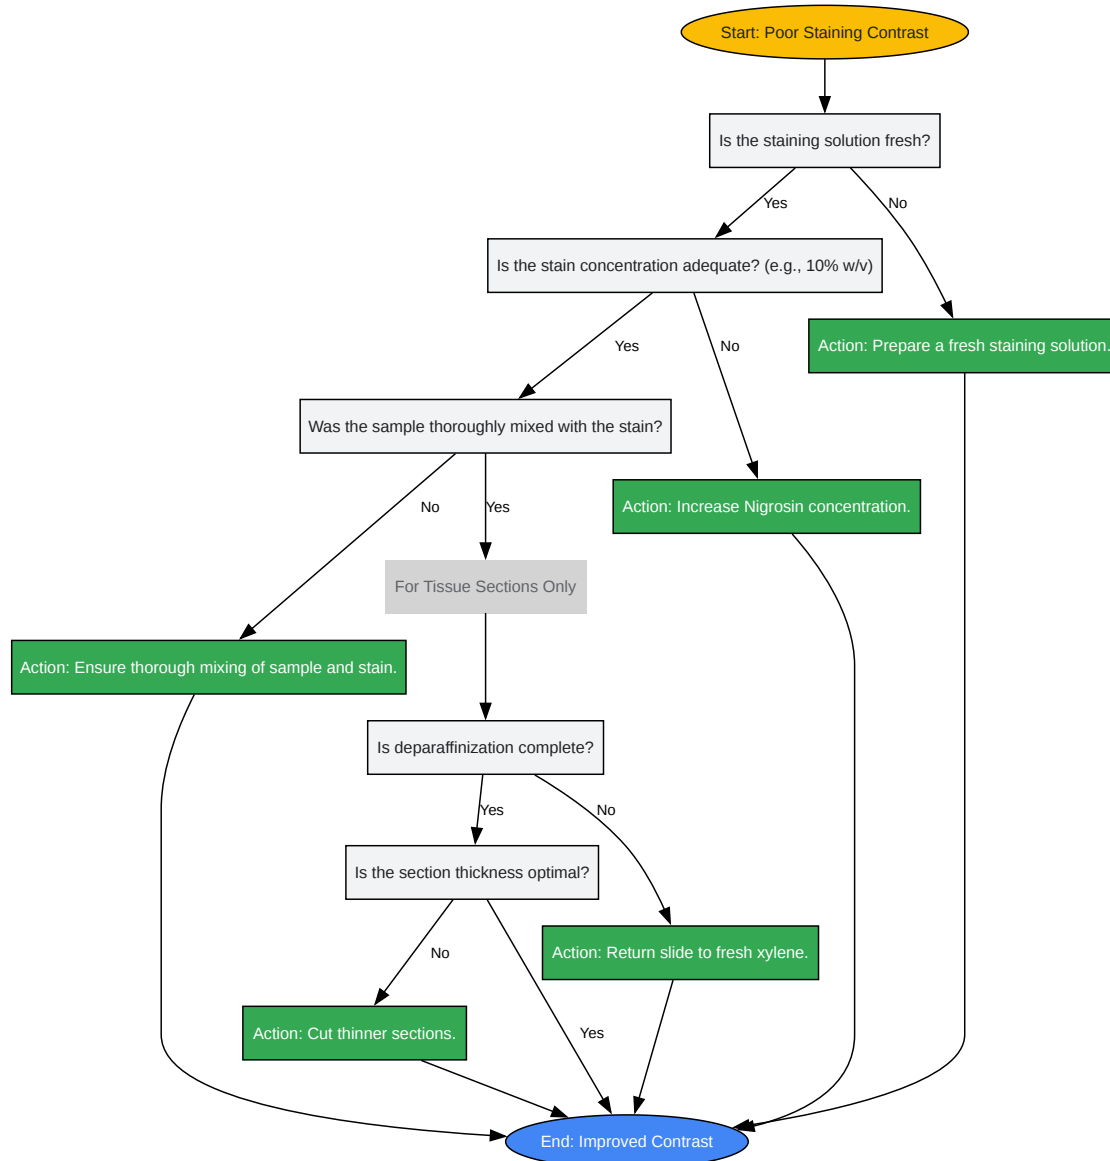 Start: Poor Staining Contrast
Is the staining solution fresh?
Yes
No
Is the stain concentration adequate? (e.g., 10% w/v)
Yes
No
Action: Prepare a fresh staining solution.
Was the sample thoroughly mixed with the stain?
No
Yes
Action: Increase Nigrosin concentration.
For Tissue Sections Only
Action: Ensure thorough mixing of sample and stain.
Is deparaffinization complete?
Yes
No
Is the section thickness optimal?
No
Action: Return slide to fresh xylene.
Action: Cut thinner sections.
Yes
End: Improved Contrast